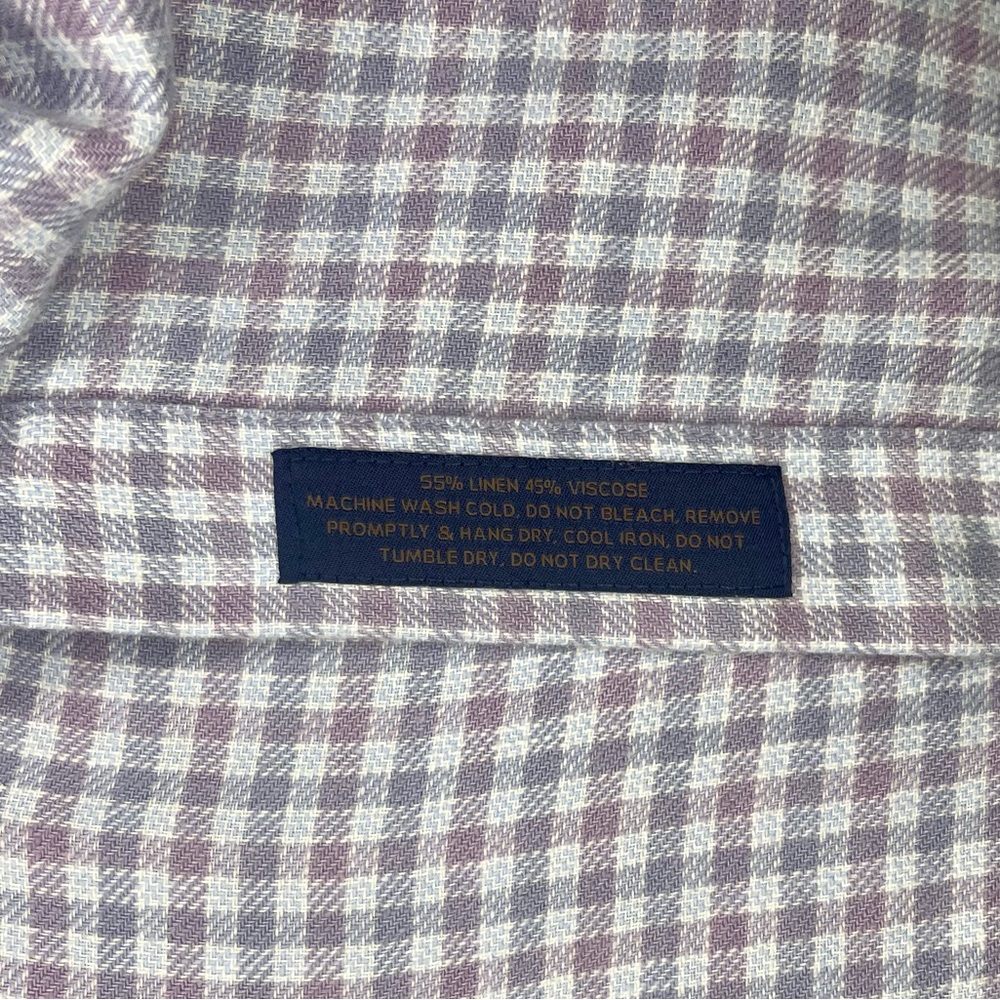 55% LINEN 45% VISCOSE
MACHINE WASH COLD, DO NOT BLEACH, REMOVE
PROMPTLY & HANG DRY, COOL IRON, DO NOT
TUMBLE DRY, DO NOT DRY CLEAN.